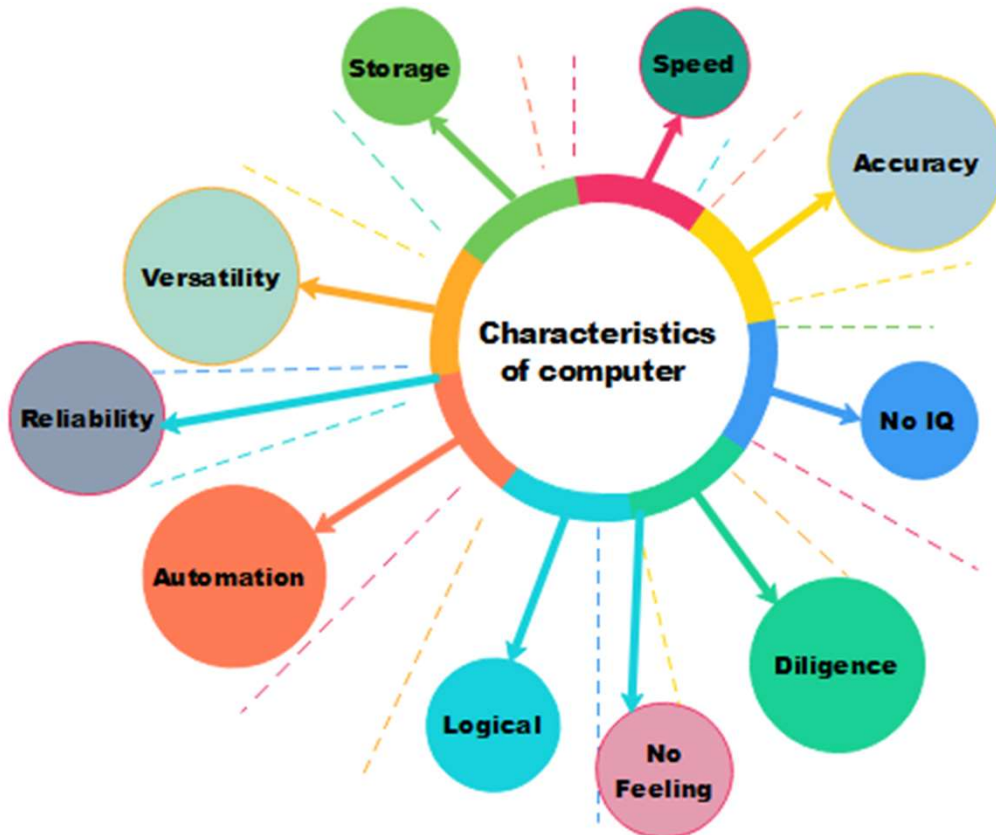 Characteristics
of computer
Speed
Accuracy
No IQ
Diligence
No
Feeling
Logical
Automation
Reliability
Versatility
Storage